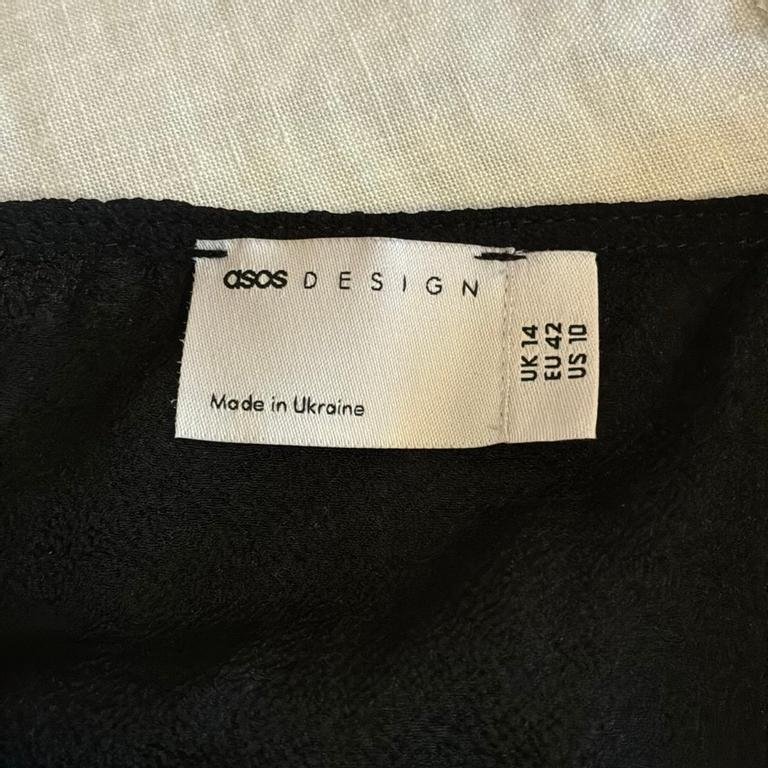 asos DESIGN
Made in Ukraine
UK 14
EU 42
US 10